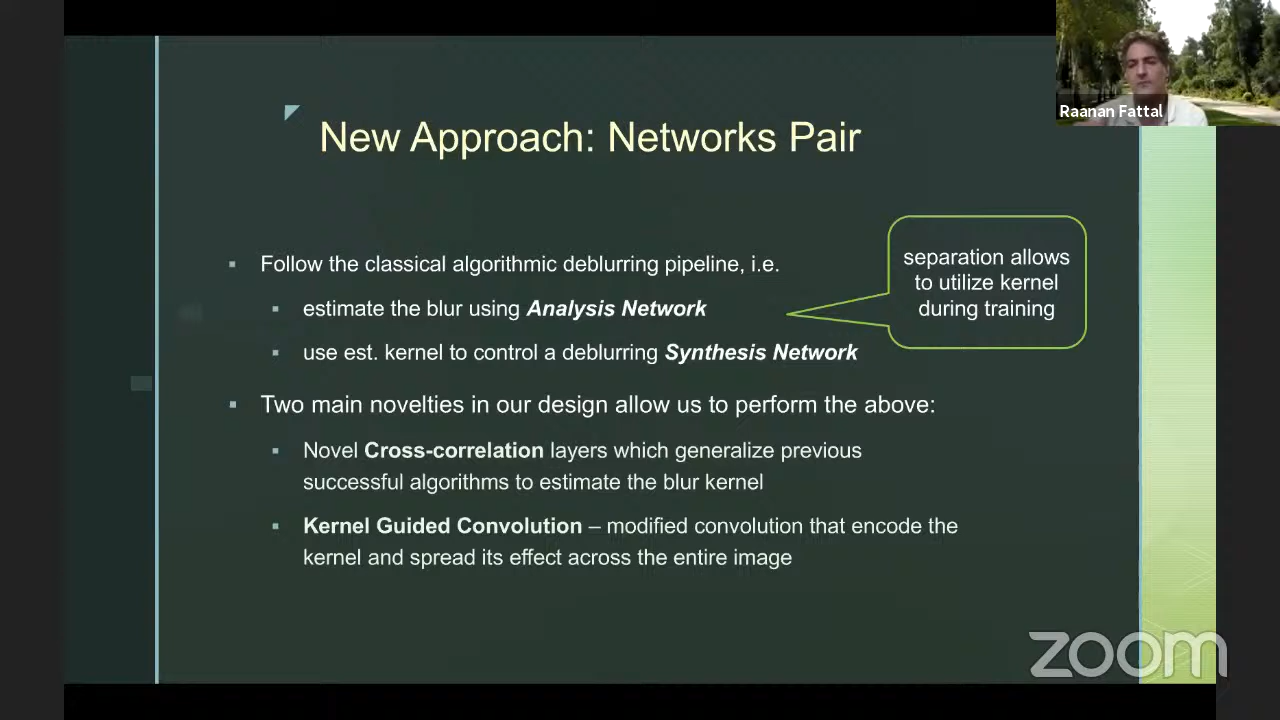 Raanan Fattal
New Approach: Networks Pair
Follow the classical algorithmic deblurring pipeline, i.e.
estimate the blur using Analysis Network
use est. kernel to control a deblurring Synthesis Network
separation allows
to utilize kernel
during training
Two main novelties in our design allow us to perform the above:
Novel Cross-correlation layers which generalize previous
successful algorithms to estimate the blur kernel
Kernel Guided Convolution – modified convolution that encode the
kernel and spread its effect across the entire image
zoom